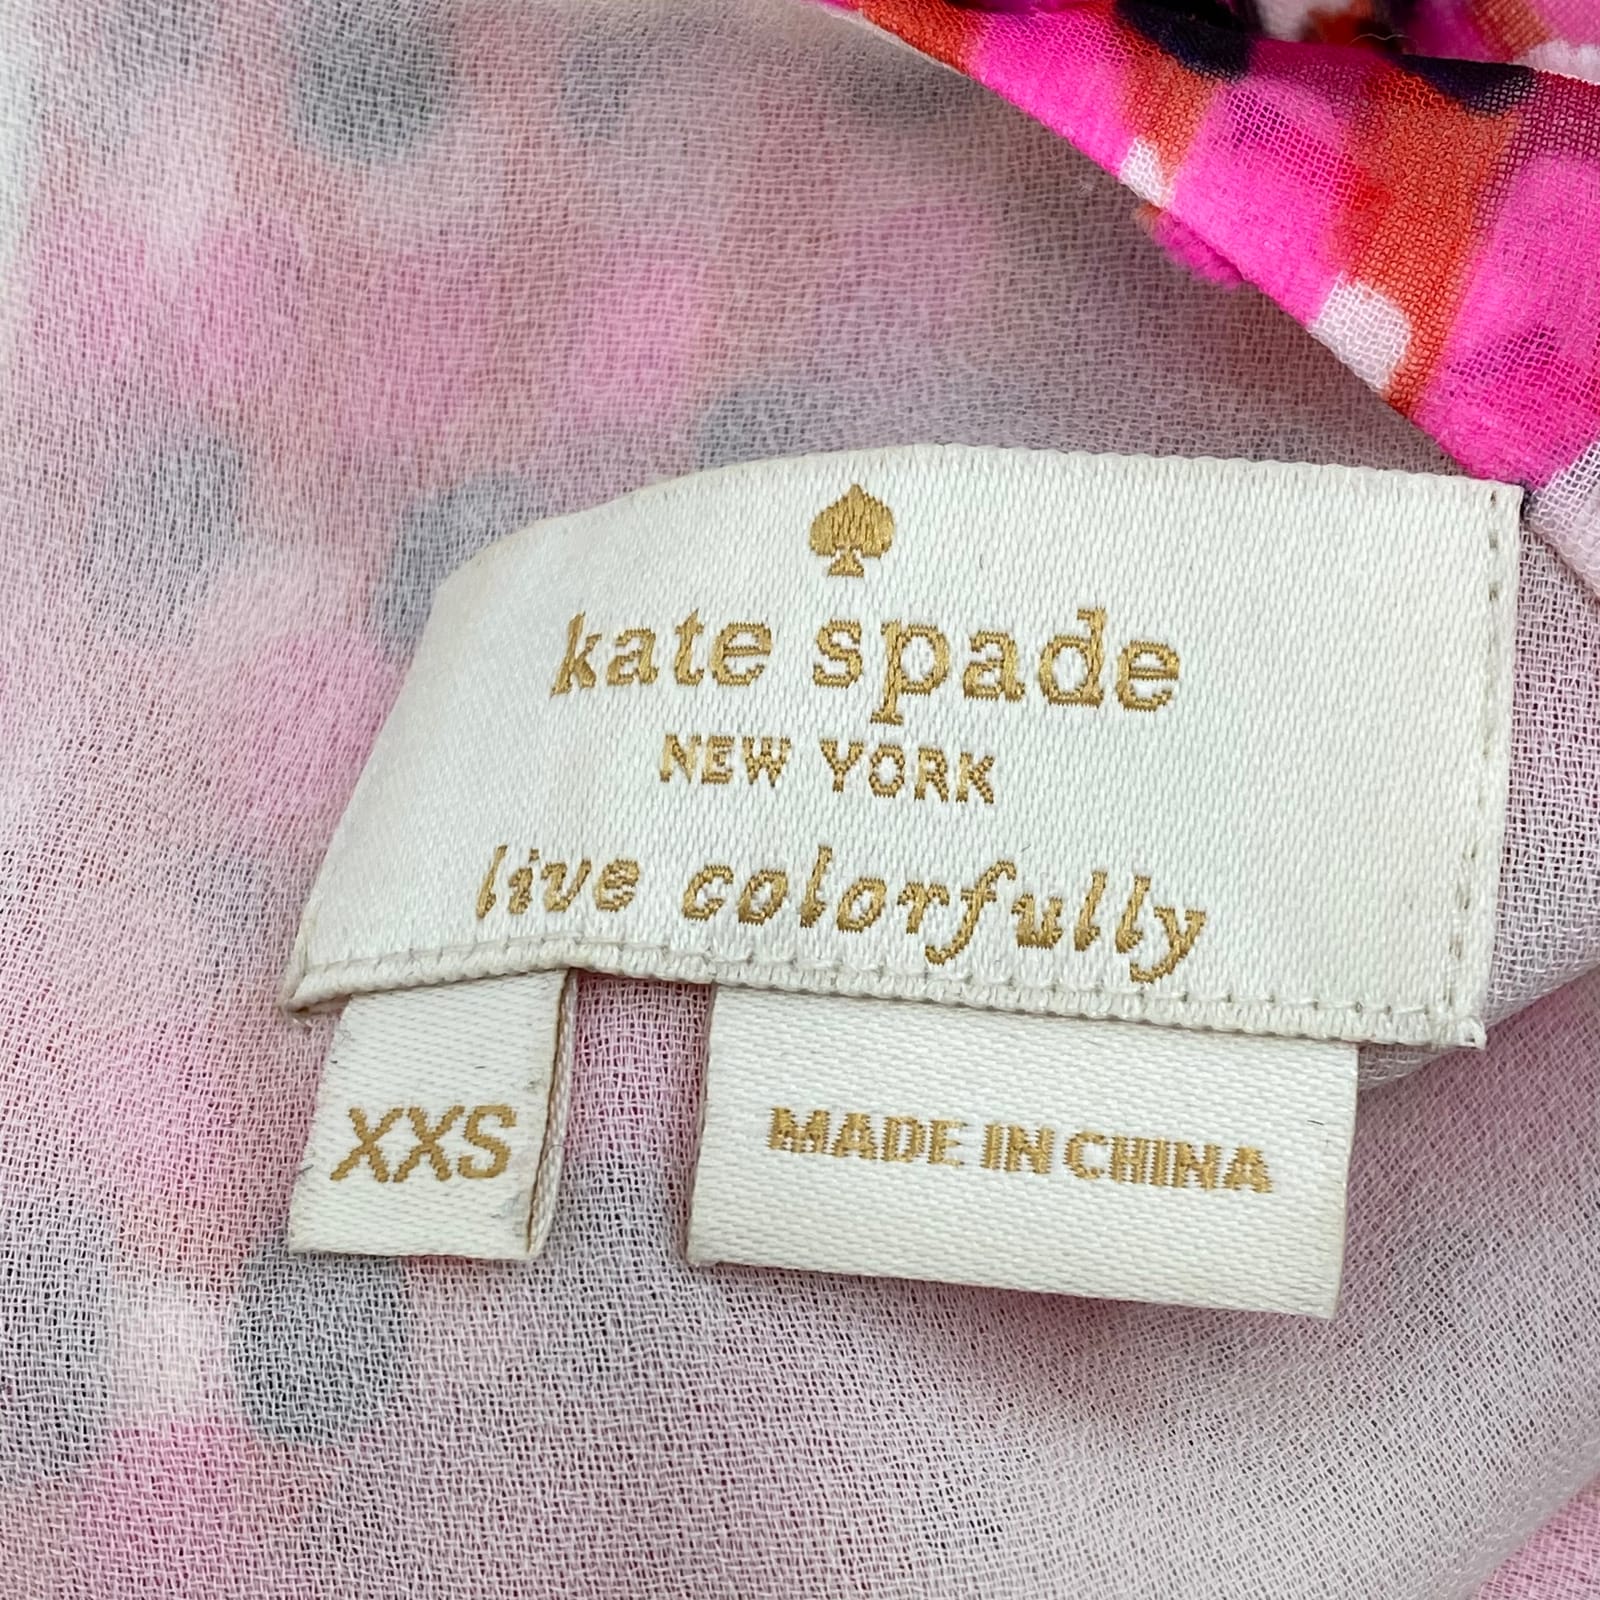 kate spade
NEW YORK
live colorfully
XXS
MADE IN CHINA